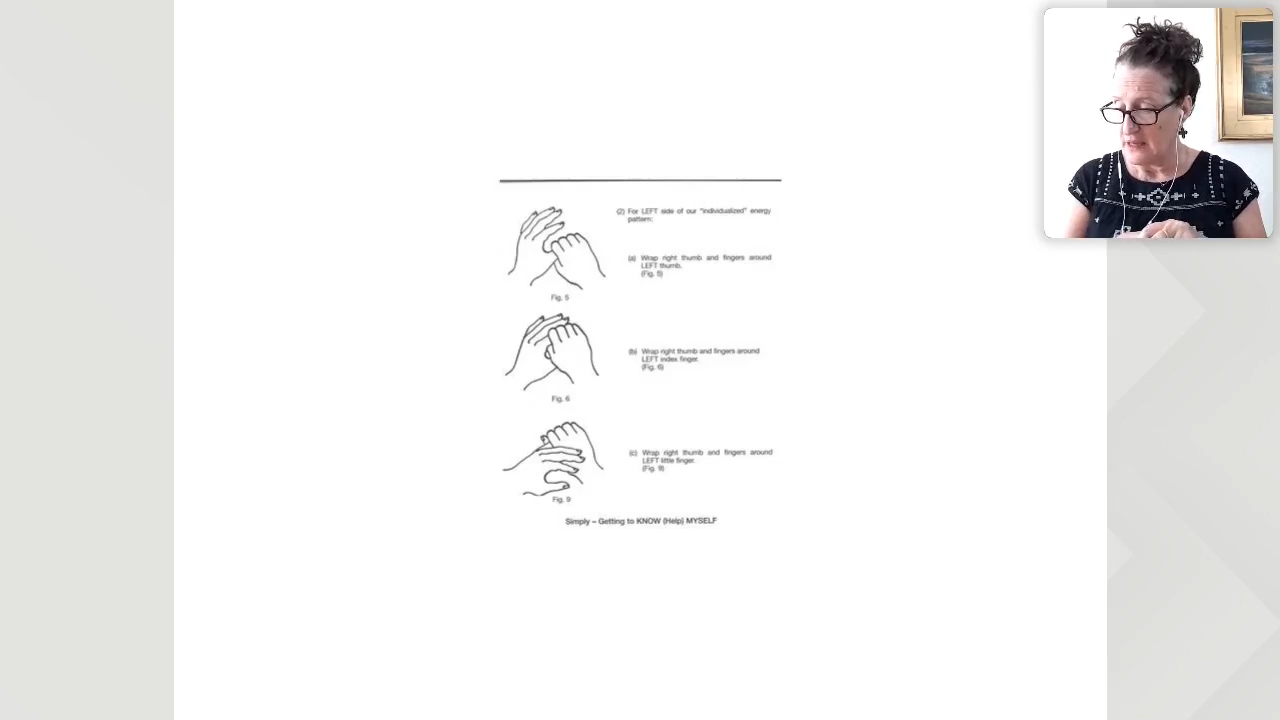 (2) For LEFT side of our "individualized" energy
pattern:
(a) Wrap right thumb and fingers around
LEFT thumb.
(Fig. 5)
Fig. 5
(b) Wrap right thumb and fingers around
LEFT index finger.
(Fig. 6)
Fig. 6
(c) Wrap right thumb and fingers around
LEFT little finger.
(Fig. 9)
Fig. 9
Simply – Getting to KNOW (Help) MYSELF